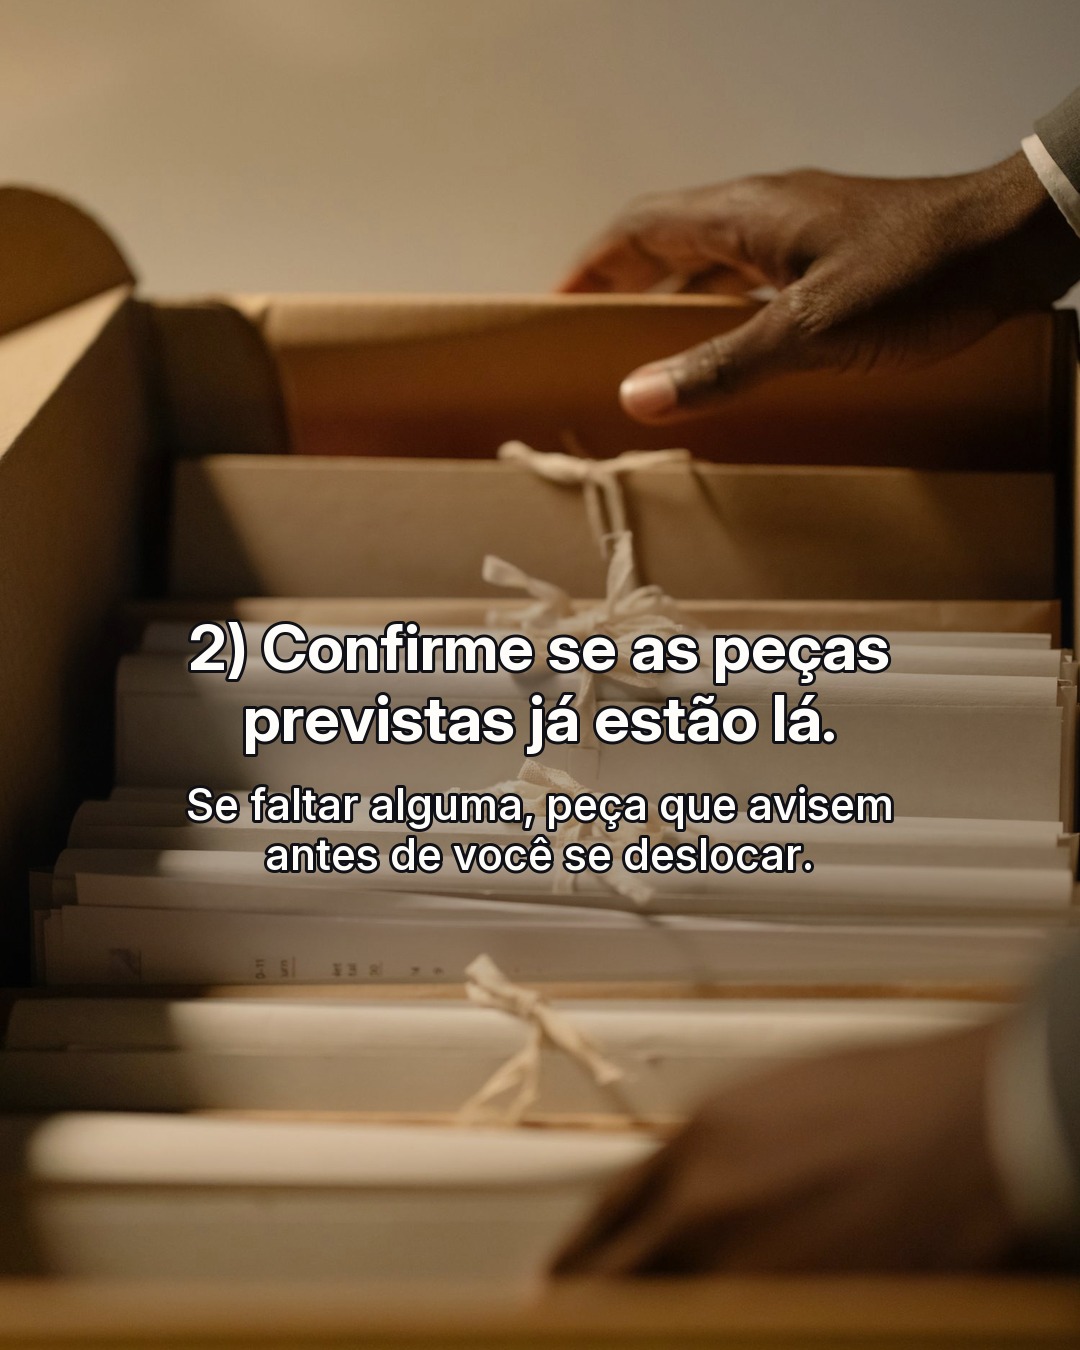 2) Confirme se as peças
previstas já estão lá.
Se faltar alguma, peça que avisem
antes de você se deslocar.